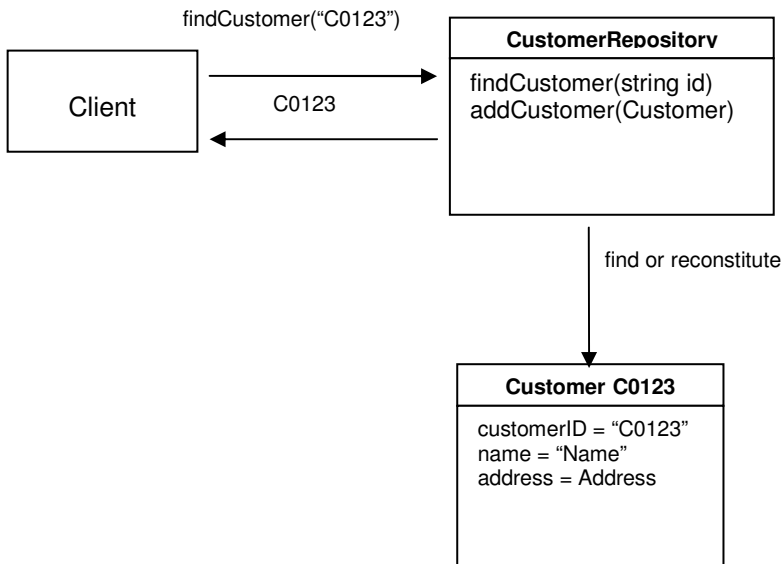 findCustomer(“C0123”)
Client
C0123
CustomerRepository
findCustomer(string id)
addCustomer(Customer)
find or reconstitute
Customer C0123
customerID = “C0123”
name = “Name”
address = Address